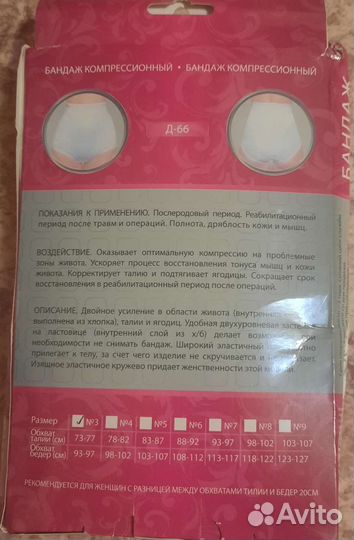 БАНДАЖ КОМПРЕССИОННЫЙ • БАНДАЖ КОМПРЕССИОННЫЙ
Д-66
БАНДАЖ
ПОКАЗАНИЯ К ПРИМЕНЕНИЮ. Послеродовый период. Реабилитационный
период после травм и операций. Полнота, дряблость кожи и мышц.
ВОЗДЕЙСТВИЕ. Оказывает оптимальную компрессию на проблемные
зоны живота. Ускоряет процесс восстановления тонуса мышц и кожи
живота. Корректирует талию и подтягивает ягодицы. Сокращает срок
восстановления в реабилитационный период после операций.
ОПИСАНИЕ. Двойное усиление в области живота (внутренняя
выполнена из хлопка), талии и ягодиц. Удобная двухуровневая
на ластовице (внутренний слой из х/б) делает
необходимости не снимать бандаж. Широкий эластичный
прилегает к телу, за счет чего изделие не скручивается и
Изящное эластичное кружево придает женственности этой
Размер №3 №4 №5 №6 №7 №8 №9
Обхват талии (см) 73-77 78-82 83-87 88-92 93-97 98-102 103-107
Обхват бедер (см) 93-97 98-102 103-107 108-112 113-117 118-122 123-127
РЕКОМЕНДУЕТСЯ ДЛЯ ЖЕНЩИН С РАЗНИЦЕЙ МЕЖДУ ОБХВАТАМИ ТИЛИИ И БЕДЕР 20СМ
Avito